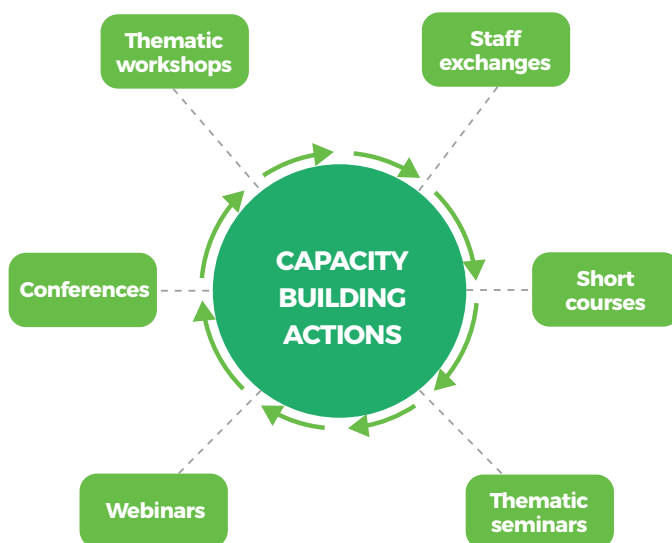 Thematic
workshops
Staff
exchanges
Conferences
CAPACITY
BUILDING
ACTIONS
Short
courses
Webinars
Thematic
seminars